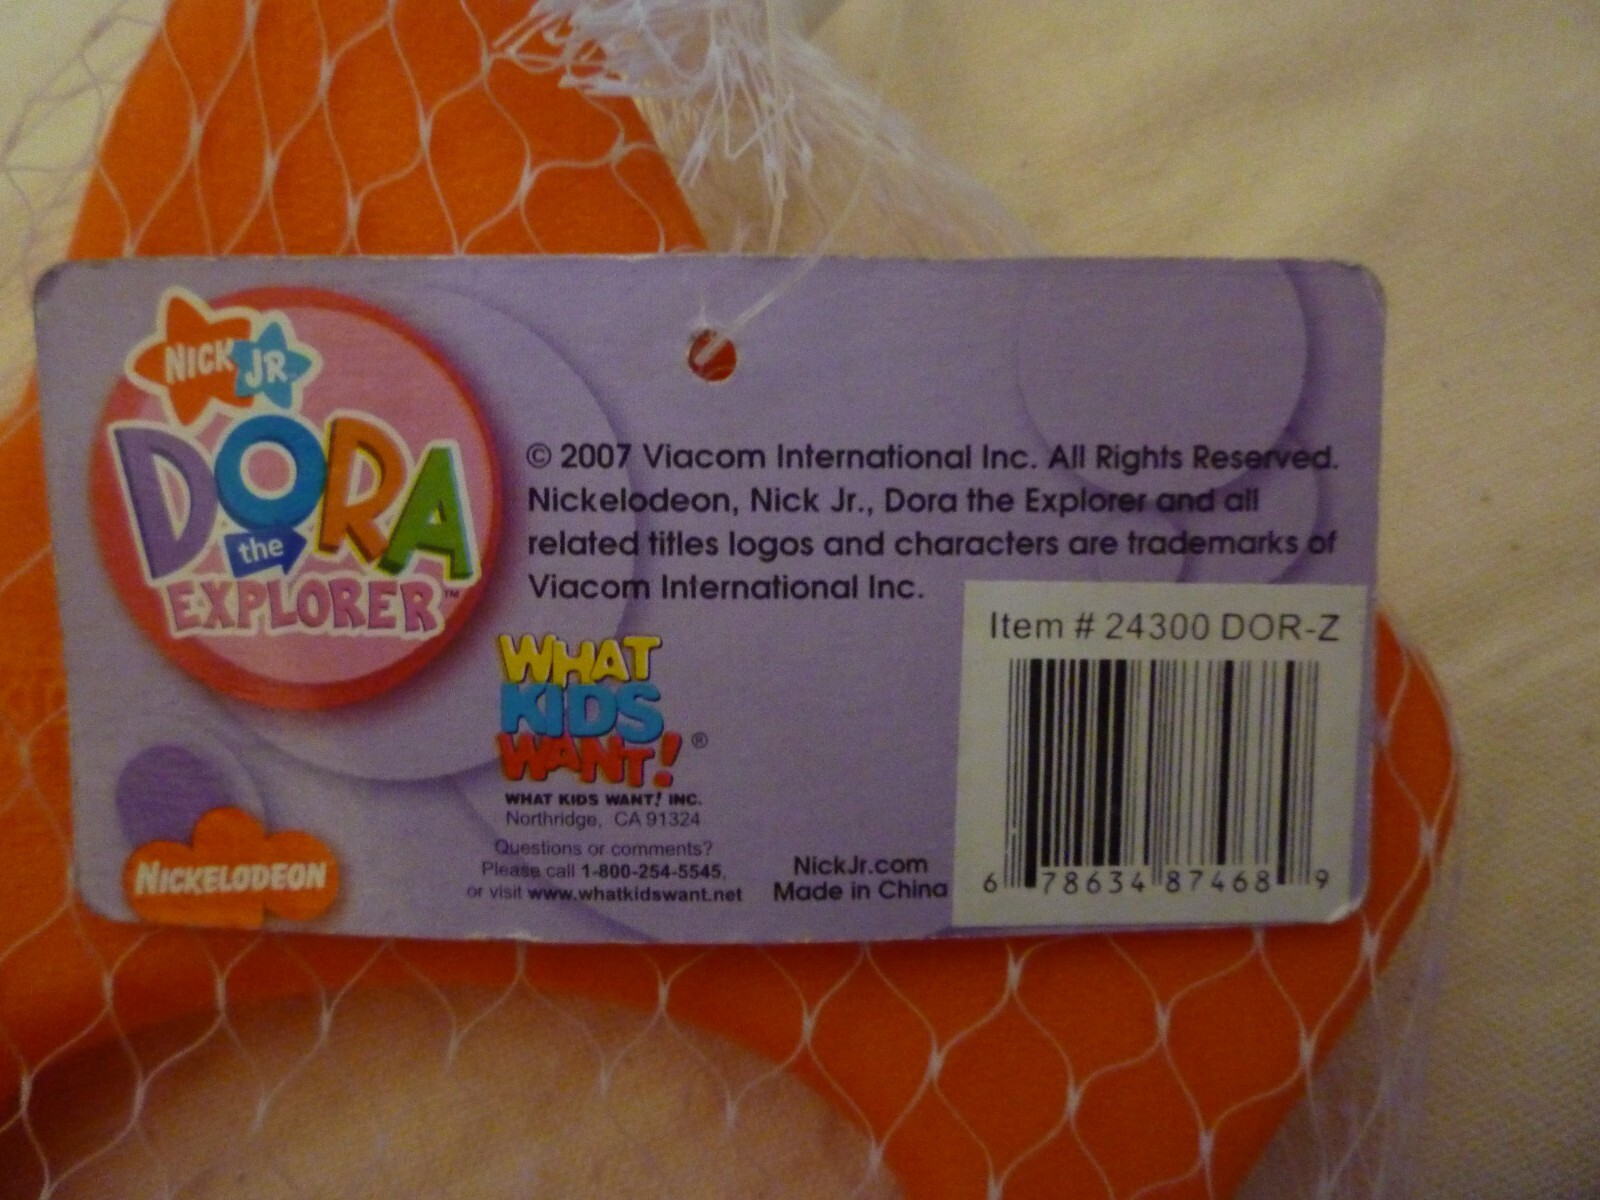 NICK JR.
DORA
the
EXPLORER™
© 2007 Viacom International Inc. All Rights Reserved.
Nickelodeon, Nick Jr., Dora the Explorer and all
related titles logos and characters are trademarks of
Viacom International Inc.
WHAT
KIDS
WANT!®
WHAT KIDS WANT! INC.
Northridge, CA 91324
Questions or comments?
Please call 1-800-254-5545,
or visit www.whatkidswant.net
NickJr.com
Made in China
Item # 24300 DOR-Z
6 78634 87468 9
NICKELODEON